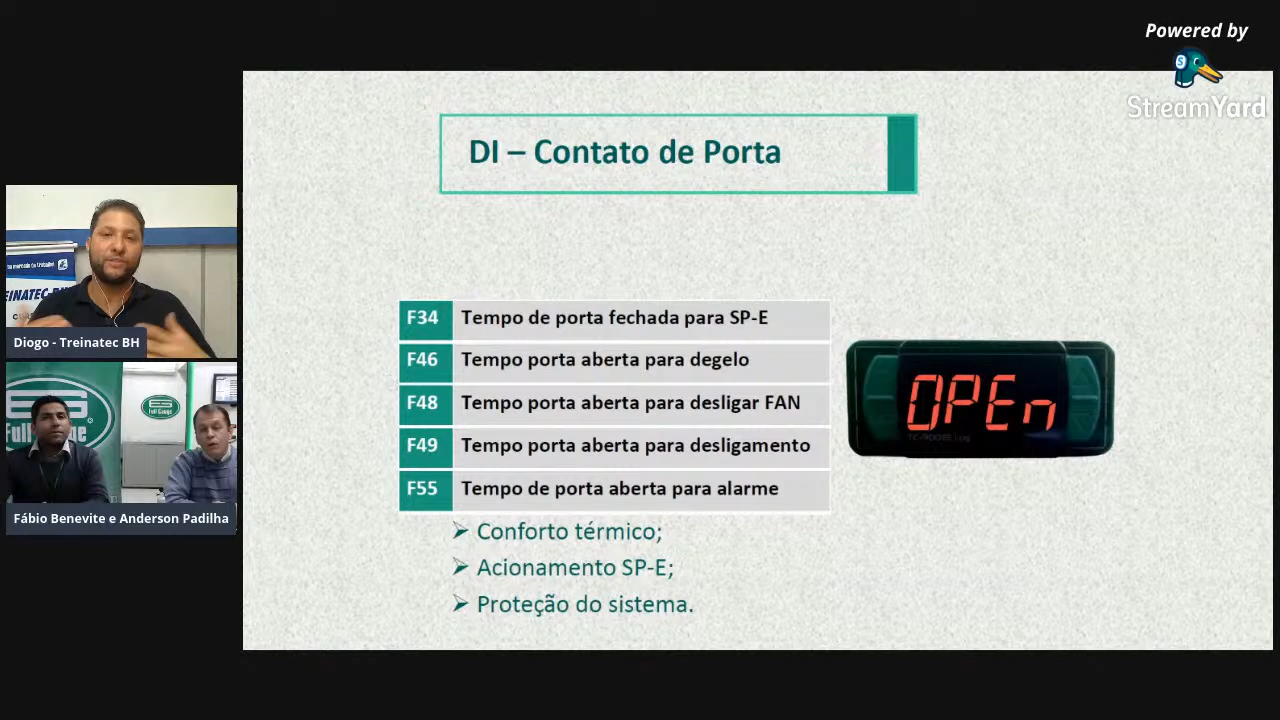 Powered by
StreamYard
DI – Contato de Porta
F34 Tempo de porta fechada para SP-E
F46 Tempo porta aberta para degelo
F48 Tempo porta aberta para desligar FAN
F49 Tempo porta aberta para desligamento
F55 Tempo de porta aberta para alarme
OPEn
Conforto térmico;
Acionamento SP-E;
Proteção do sistema.
Diogo - Treinatec BH
Full Gauge
Fábio Benevite e Anderson Padilha